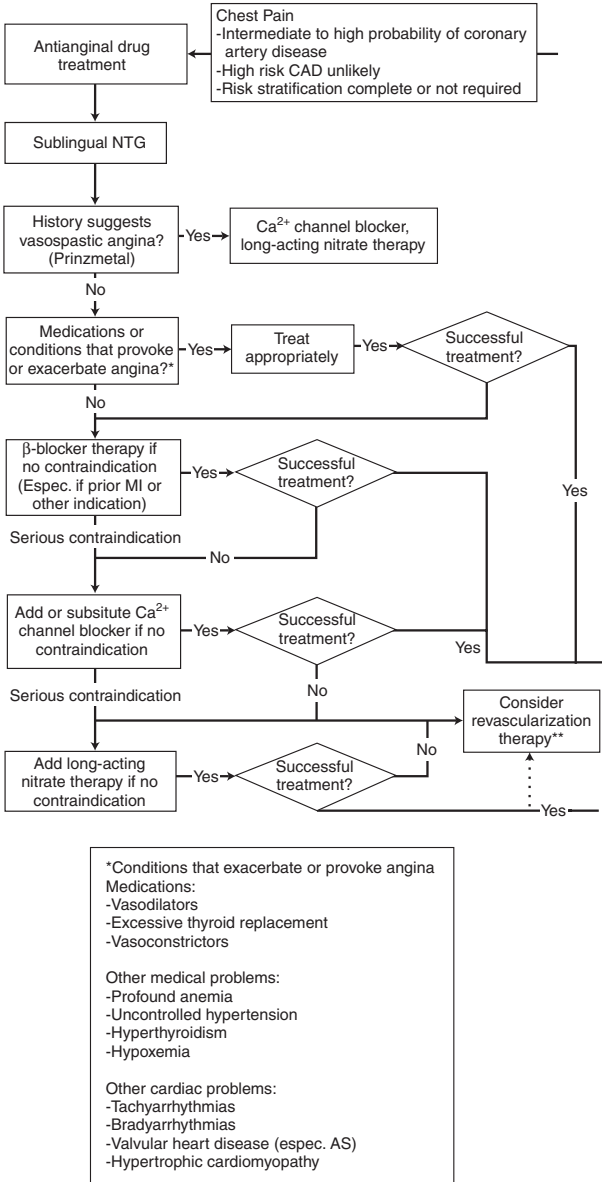 Chest Pain
-Intermediate to high probability of coronary
artery disease
-High risk CAD unlikely
-Risk stratification complete or not required
Antianginal drug
treatment
Sublingual NTG
History suggests
vasospastic angina?
(Prinzmetal)
Yes
Ca²⁺ channel blocker,
long-acting nitrate therapy
No
Medications or
conditions that provoke
or exacerbate angina?*
Yes
Treat
appropriately
Yes
Successful
treatment?
No
β-blocker therapy if
no contraindication
(Espec. if prior MI or
other indication)
Yes
Successful
treatment?
Yes
Serious contraindication
No
Add or subsitute Ca²⁺
channel blocker if no
contraindication
Yes
Successful
treatment?
Yes
Serious contraindication
No
Consider
revascularization
therapy**
No
Add long-acting
nitrate therapy if no
contraindication
Yes
Successful
treatment?
Yes
*Conditions that exacerbate or provoke angina
Medications:
-Vasodilators
-Excessive thyroid replacement
-Vasoconstrictors
Other medical problems:
-Profound anemia
-Uncontrolled hypertension
-Hyperthyroidism
-Hypoxemia
Other cardiac problems:
-Tachyarrhythmias
-Bradyarrhythmias
-Valvular heart disease (espec. AS)
-Hypertrophic cardiomyopathy